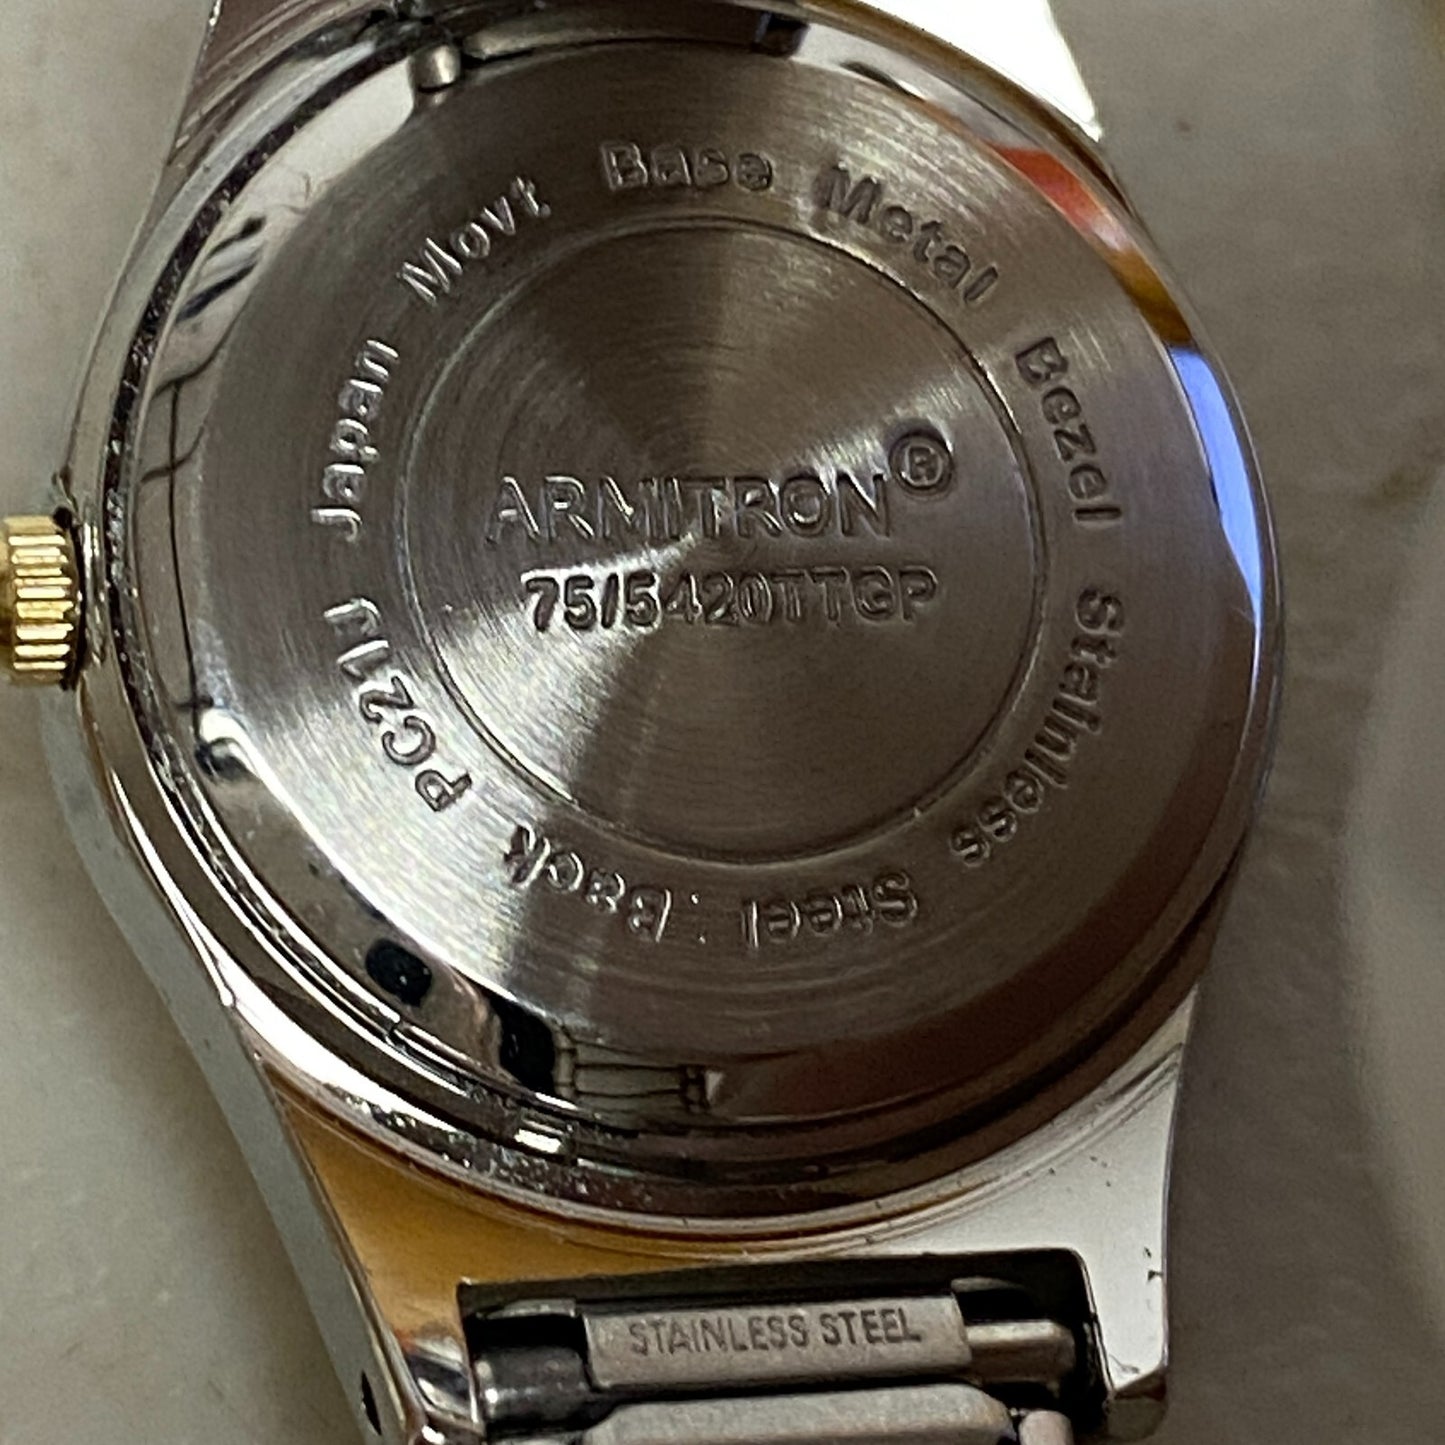 Base Metal Bezel Stainless Steel Back PC21J Japan Movt
ARMITRON®
75/5420TTGP
STAINLESS STEEL